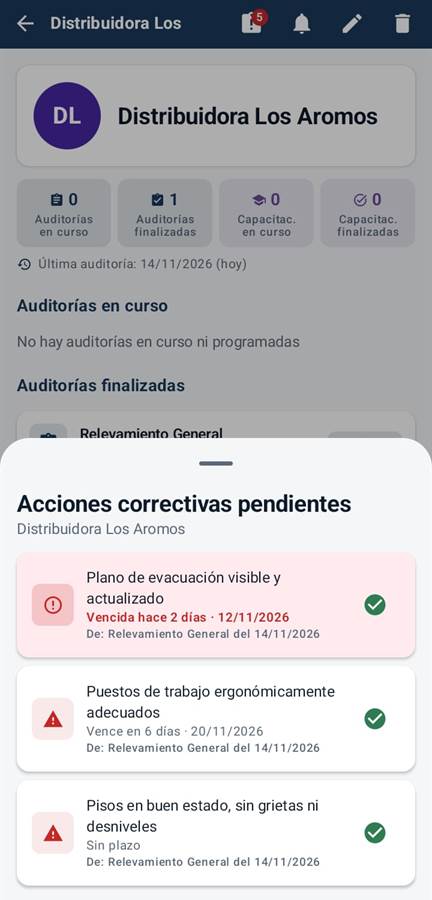 Distribuidora Los
5
DL
Distribuidora Los Aromos
0
Auditorías
en curso
1
Auditorías
finalizadas
0
Capacitac.
en curso
0
Capacitac.
finalizadas
Última auditoría: 14/11/2026 (hoy)
Auditorías en curso
No hay auditorías en curso ni programadas
Auditorías finalizadas
Relevamiento General
Acciones correctivas pendientes
Distribuidora Los Aromos
Plano de evacuación visible y
actualizado
Vencida hace 2 días · 12/11/2026
De: Relevamiento General del 14/11/2026
Puestos de trabajo ergonómicamente
adecuados
Vence en 6 días · 20/11/2026
De: Relevamiento General del 14/11/2026
Pisos en buen estado, sin grietas ni
desniveles
Sin plazo
De: Relevamiento General del 14/11/2026